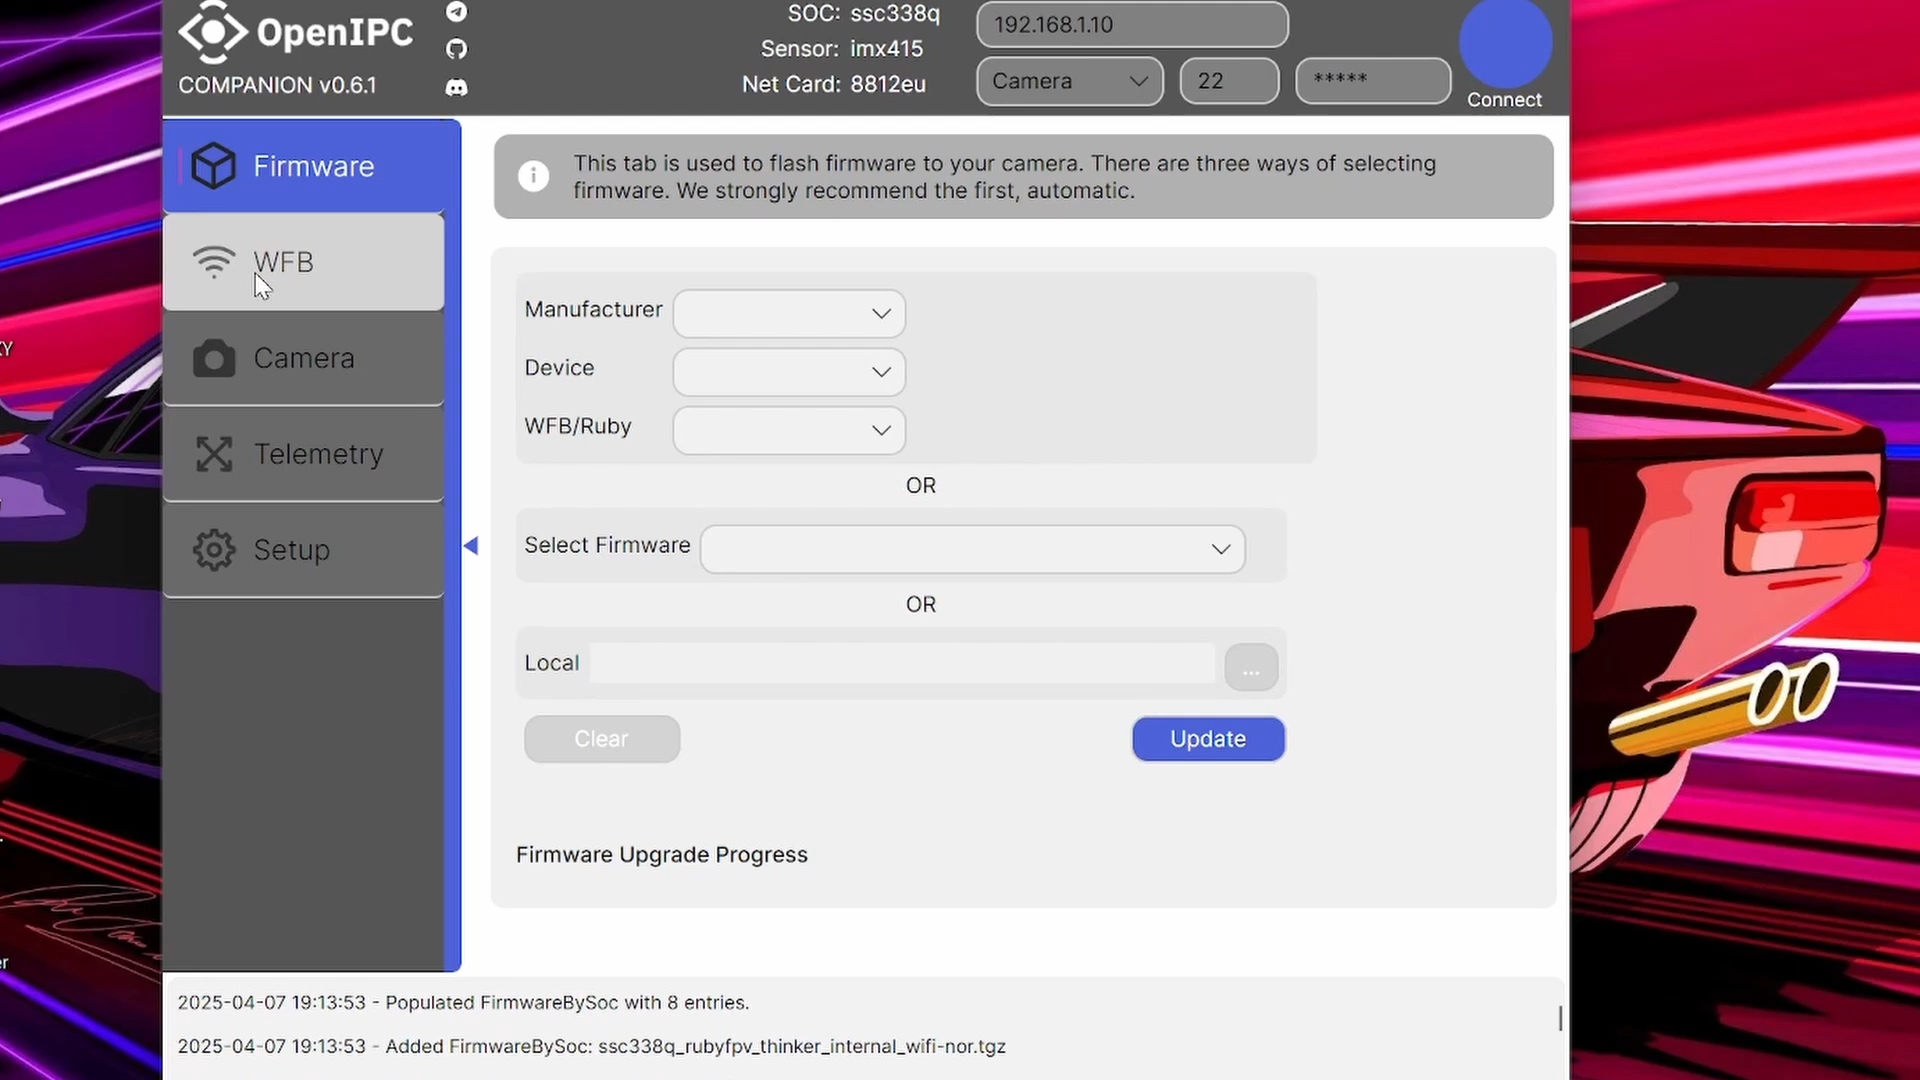 OpenIPC
COMPANION v0.6.1
SOC: ssc338q
Sensor: imx415
Net Card: 8812eu
192.168.1.10
Camera
22
*****
Connect
Firmware
WFB
Camera
Telemetry
Setup
This tab is used to flash firmware to your camera. There are three ways of selecting
firmware. We strongly recommend the first, automatic.
Manufacturer
Device
WFB/Ruby
OR
Select Firmware
OR
Local
...
Clear
Update
Firmware Upgrade Progress
2025-04-07 19:13:53 - Populated FirmwareBySoc with 8 entries.
2025-04-07 19:13:53 - Added FirmwareBySoc: ssc338q_rubyfpv_thinker_internal_wifi-nor.tgz